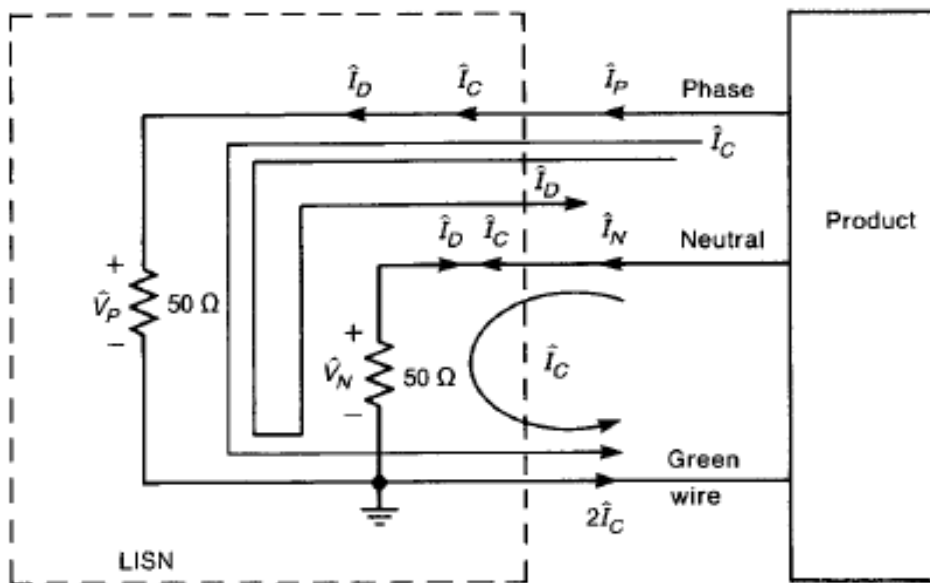 Î_D Î_C Î_P Phase
Î_C
Î_D
Î_D Î_C Î_N Neutral
Product
+
V̂_P 50 Ω
−
+
V̂_N 50 Ω
−
Î_C
Green
wire
2Î_C
LISN